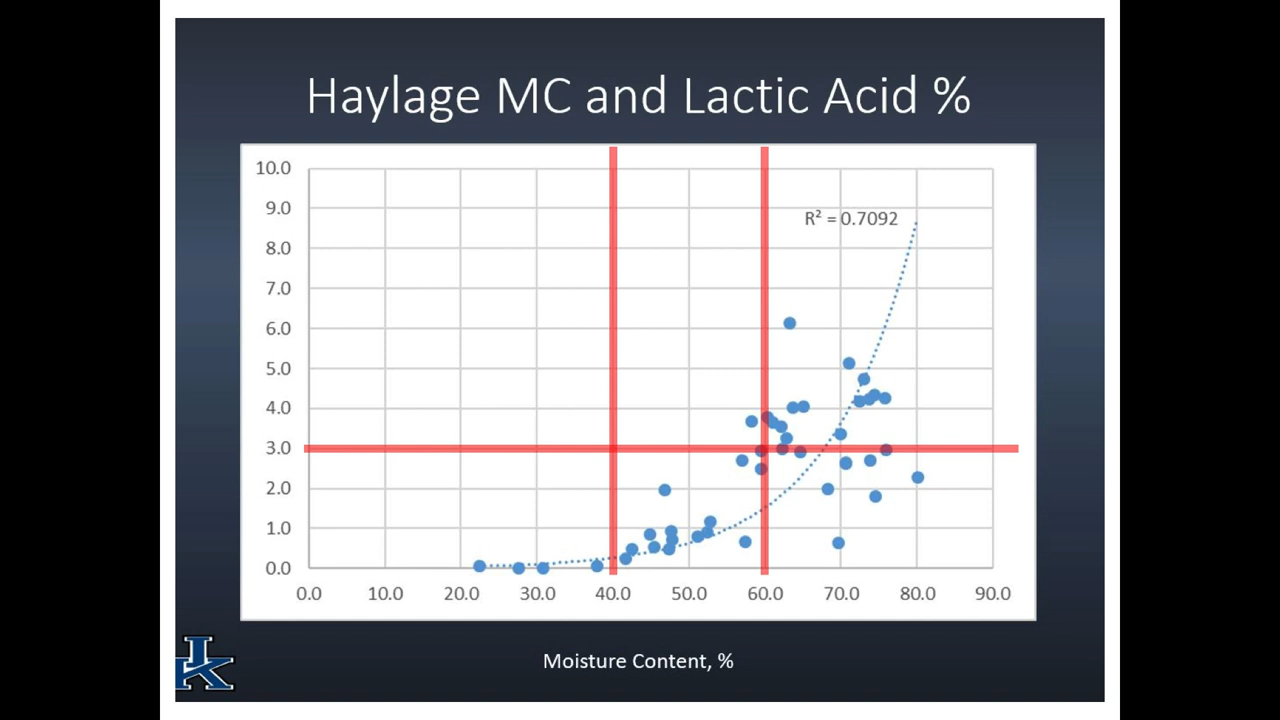 Haylage MC and Lactic Acid %
10.0
9.0
8.0
7.0
6.0
5.0
4.0
3.0
2.0
1.0
0.0
R² = 0.7092
0.0 10.0 20.0 30.0 40.0 50.0 60.0 70.0 80.0 90.0
Moisture Content, %
UK